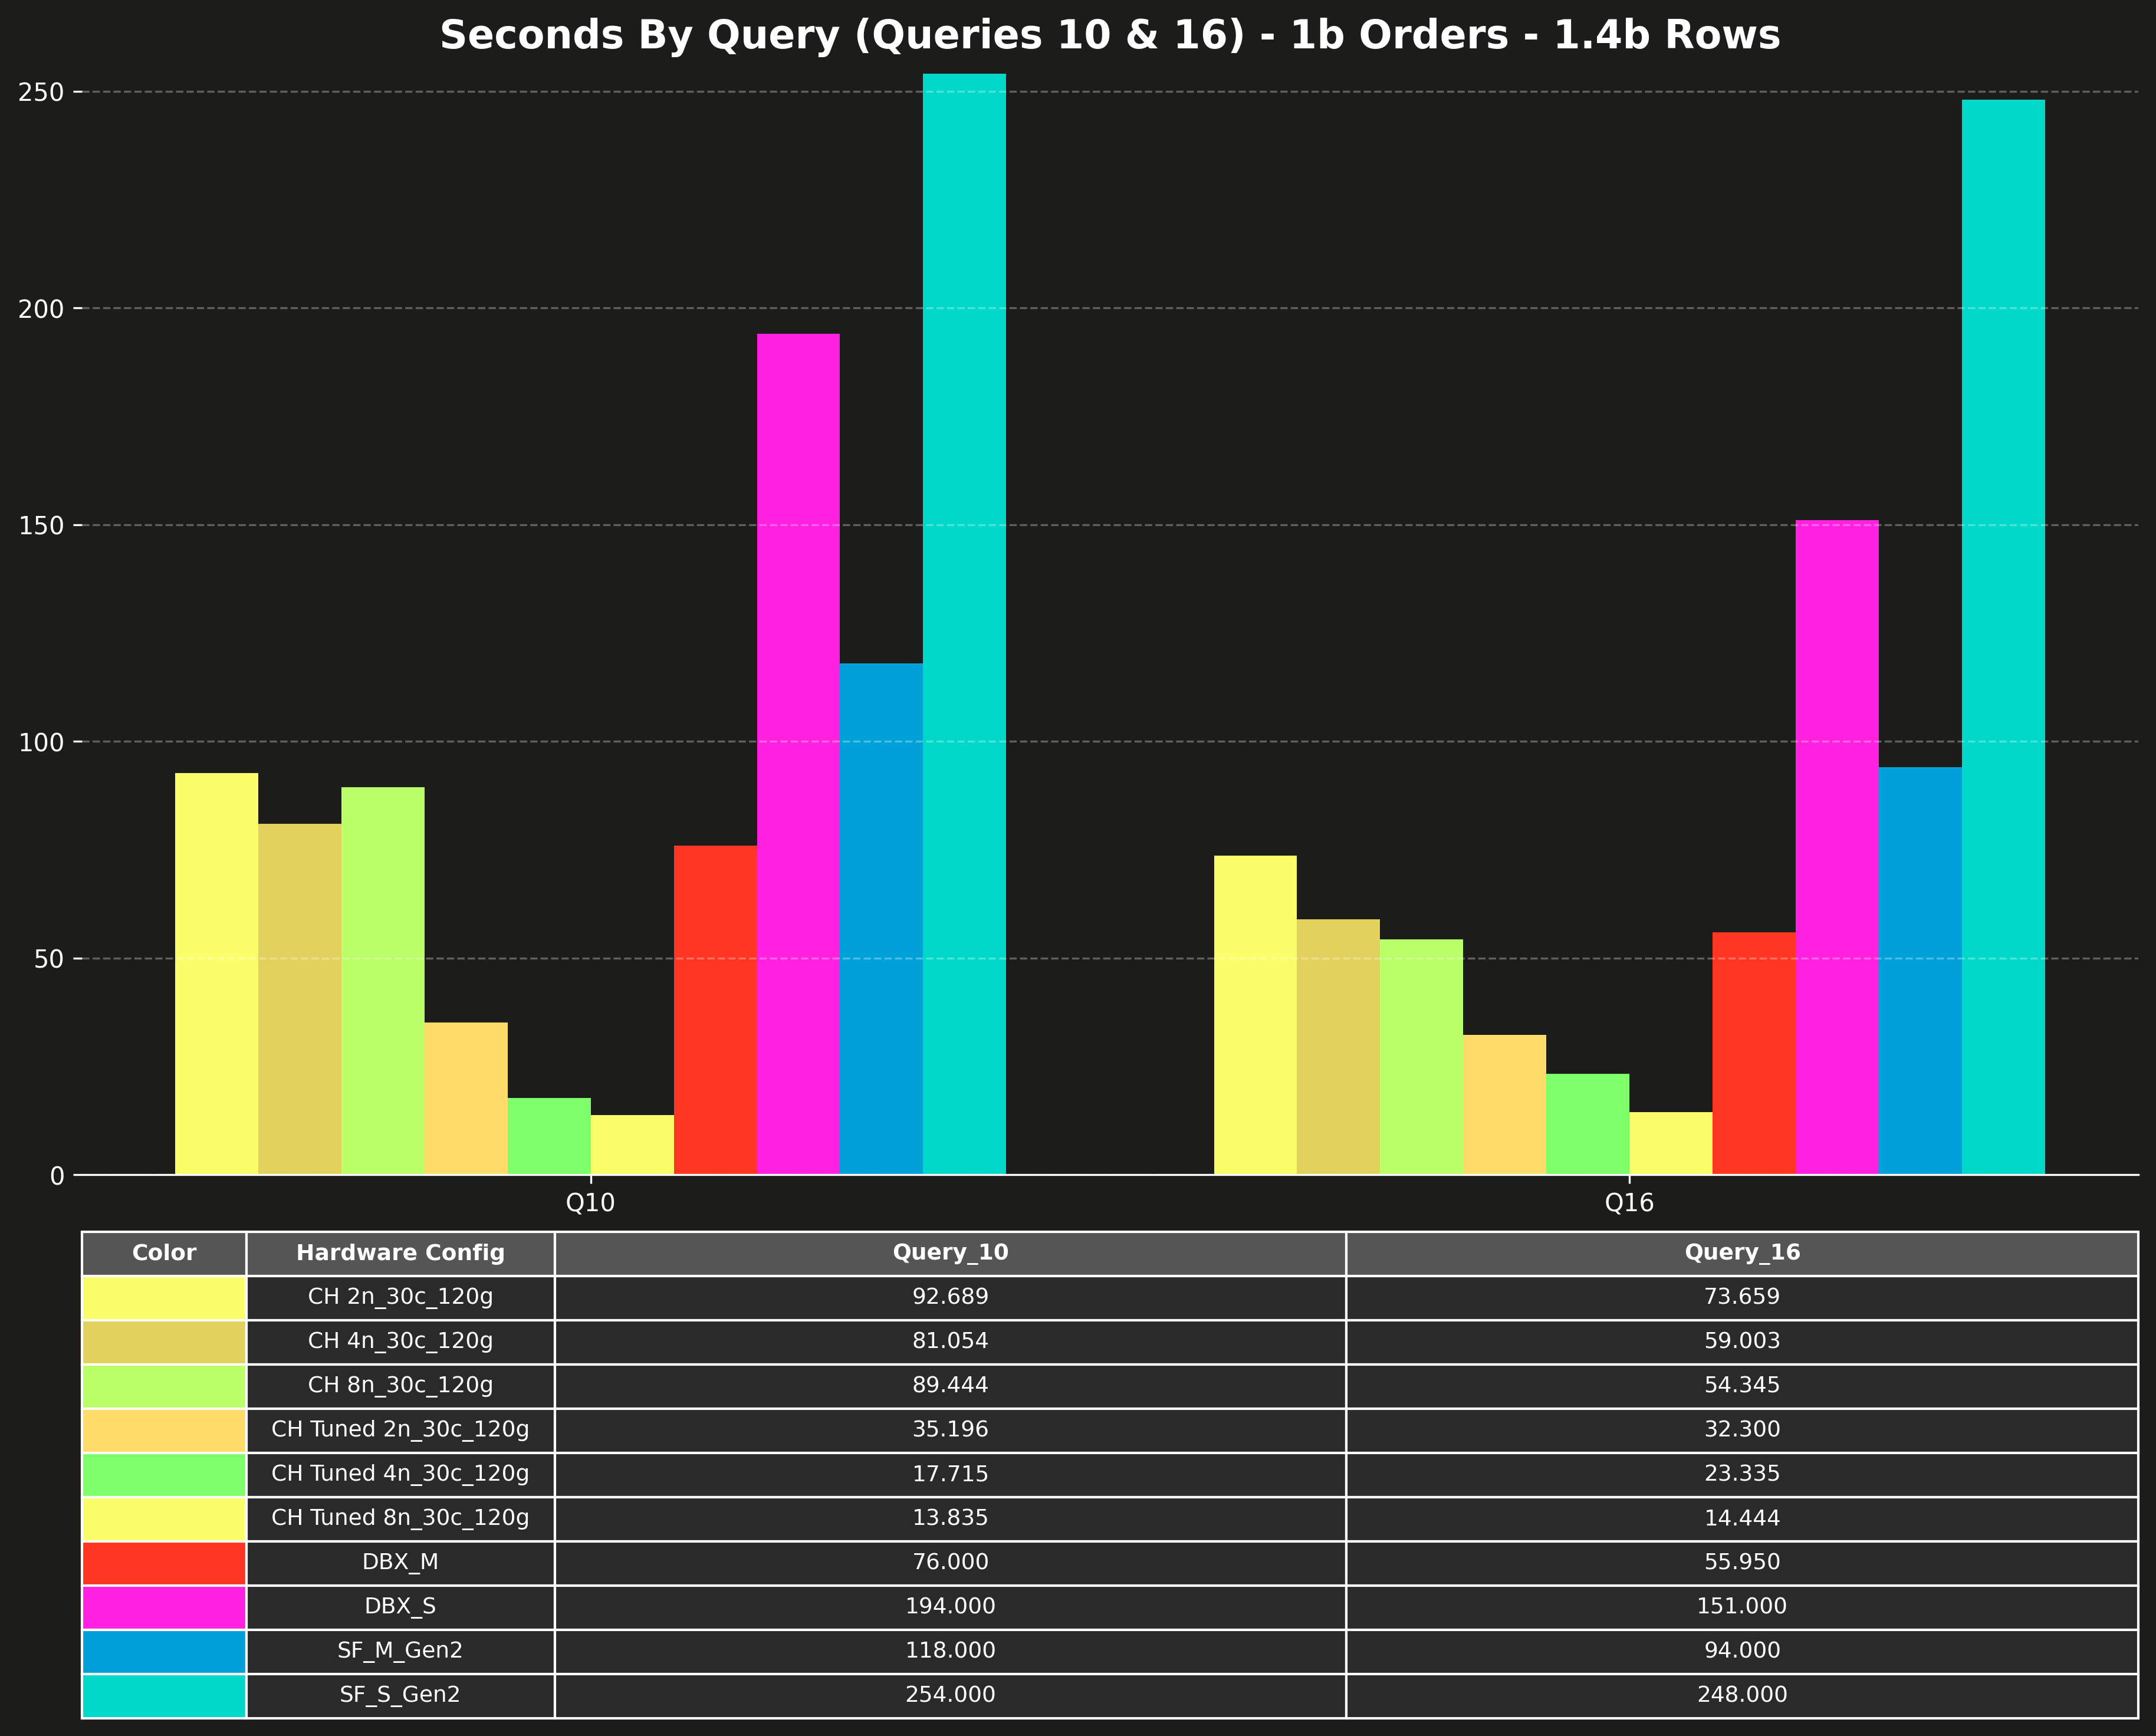 Seconds By Query (Queries 10 & 16) - 1b Orders - 1.4b Rows
250
200
150
100
50
0
Q10 Q16
Color Hardware Config Query_10 Query_16
CH 2n_30c_120g 92.689 73.659
CH 4n_30c_120g 81.054 59.003
CH 8n_30c_120g 89.444 54.345
CH Tuned 2n_30c_120g 35.196 32.300
CH Tuned 4n_30c_120g 17.715 23.335
CH Tuned 8n_30c_120g 13.835 14.444
DBX_M 76.000 55.950
DBX_S 194.000 151.000
SF_M_Gen2 118.000 94.000
SF_S_Gen2 254.000 248.000